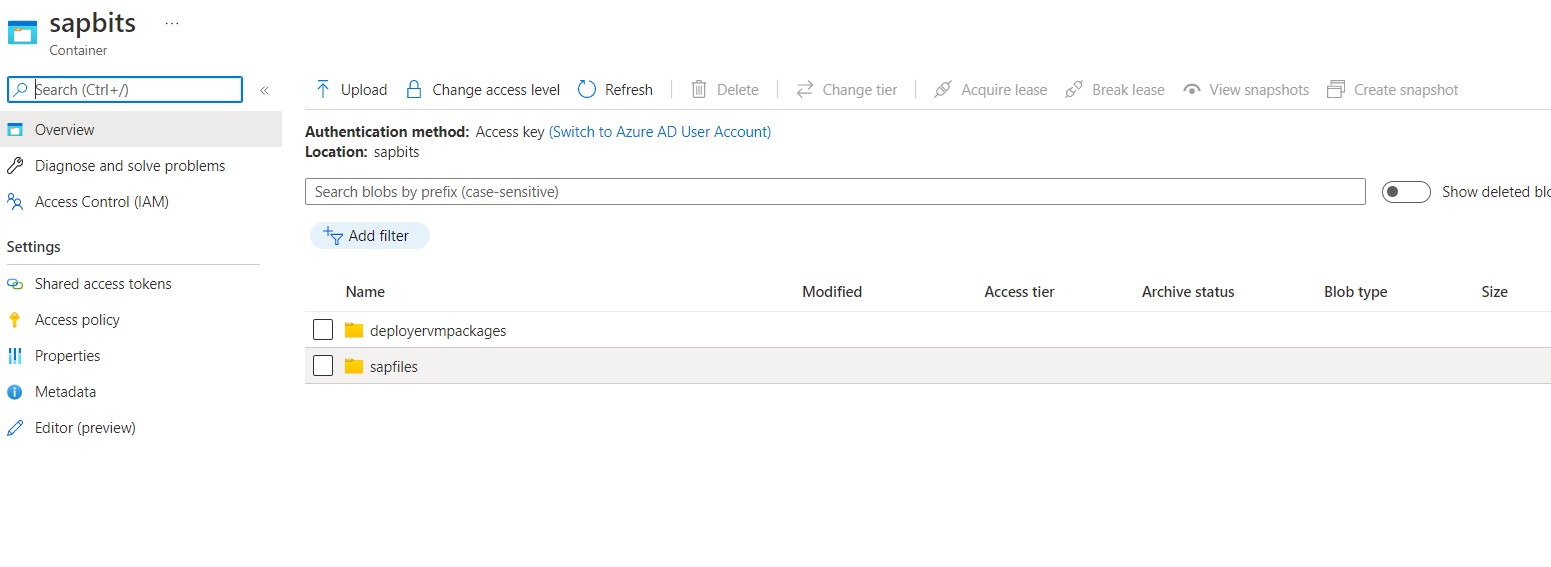 sapbits ...
Container
Search (Ctrl+/) «
Overview
Diagnose and solve problems
Access Control (IAM)
Settings
Shared access tokens
Access policy
Properties
Metadata
Editor (preview)
Upload Change access level Refresh Delete Change tier Acquire lease Break lease View snapshots Create snapshot
Authentication method: Access key (Switch to Azure AD User Account)
Location: sapbits
Search blobs by prefix (case-sensitive) Show deleted blo
Add filter
Name Modified Access tier Archive status Blob type Size
deployervmpackages
sapfiles